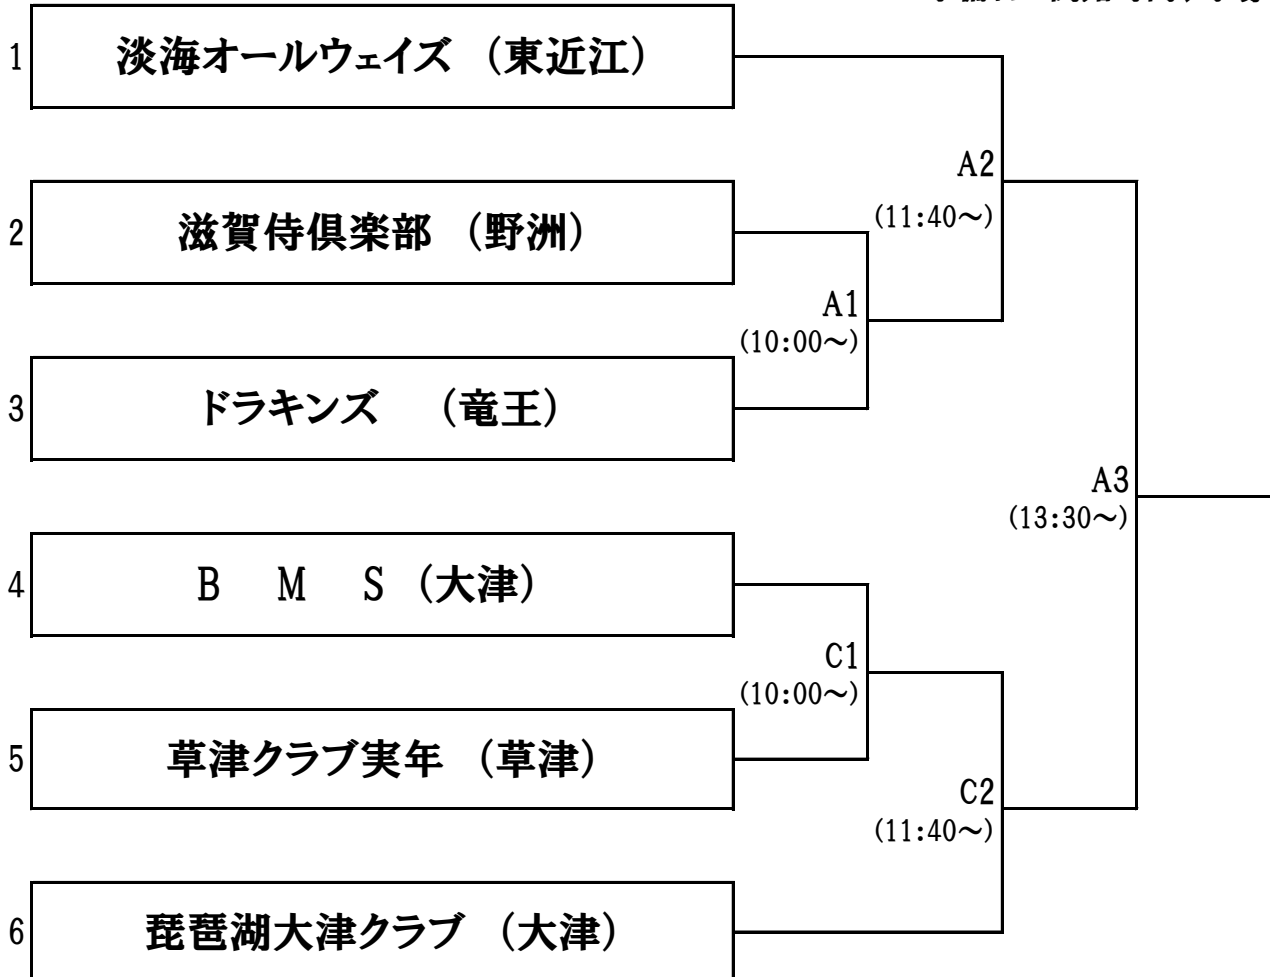 1 淡海オールウェイズ （東近江）
A2
(11:40～)
2 滋賀侍倶楽部 （野洲）
A1
(10:00～)
3 ドラキンズ （竜王）
A3
(13:30～)
4 B M S （大津）
C1
(10:00～)
5 草津クラブ実年 （草津）
C2
(11:40～)
6 琵琶湖大津クラブ （大津）